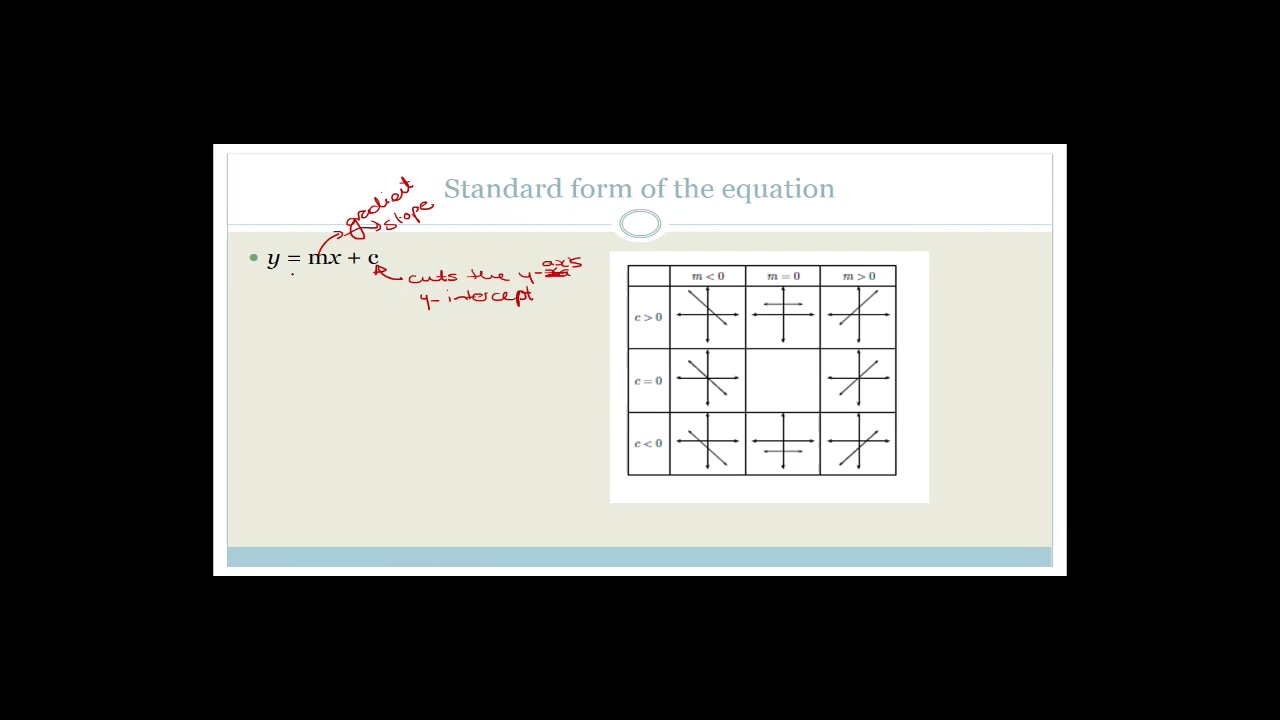 Standard form of the equation
gradient
slope
• y = mx + c
cuts the y-axis
y-intercept
m < 0 m = 0 m > 0
c > 0
c = 0
c < 0